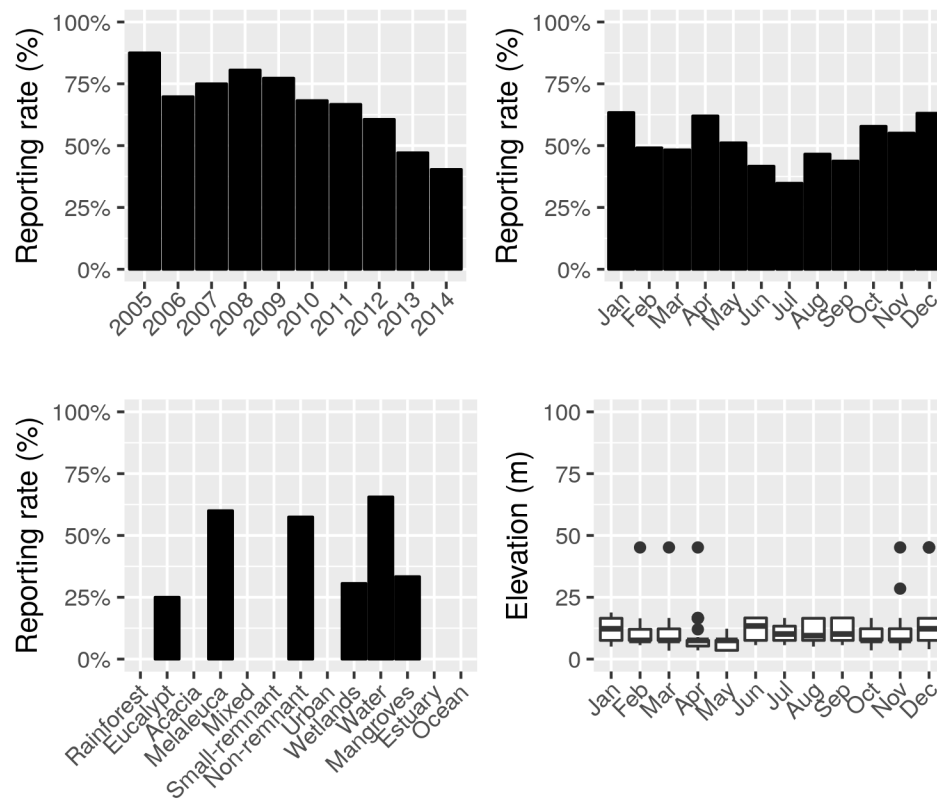 Reporting rate (%)
100%
75%
50%
25%
0%
2005
2006
2007
2008
2009
2010
2011
2012
2013
2014
Reporting rate (%)
100%
75%
50%
25%
0%
Jan
Feb
Mar
Apr
May
Jun
Jul
Aug
Sep
Oct
Nov
Dec
Reporting rate (%)
100%
75%
50%
25%
0%
Rainforest
Eucalypt
Acacia
Melaleuca
Mixed
Small-remnant
Non-remnant
Urban
Wetlands
Water
Mangroves
Estuary
Ocean
Elevation (m)
100
75
50
25
0
Jan
Feb
Mar
Apr
May
Jun
Jul
Aug
Sep
Oct
Nov
Dec